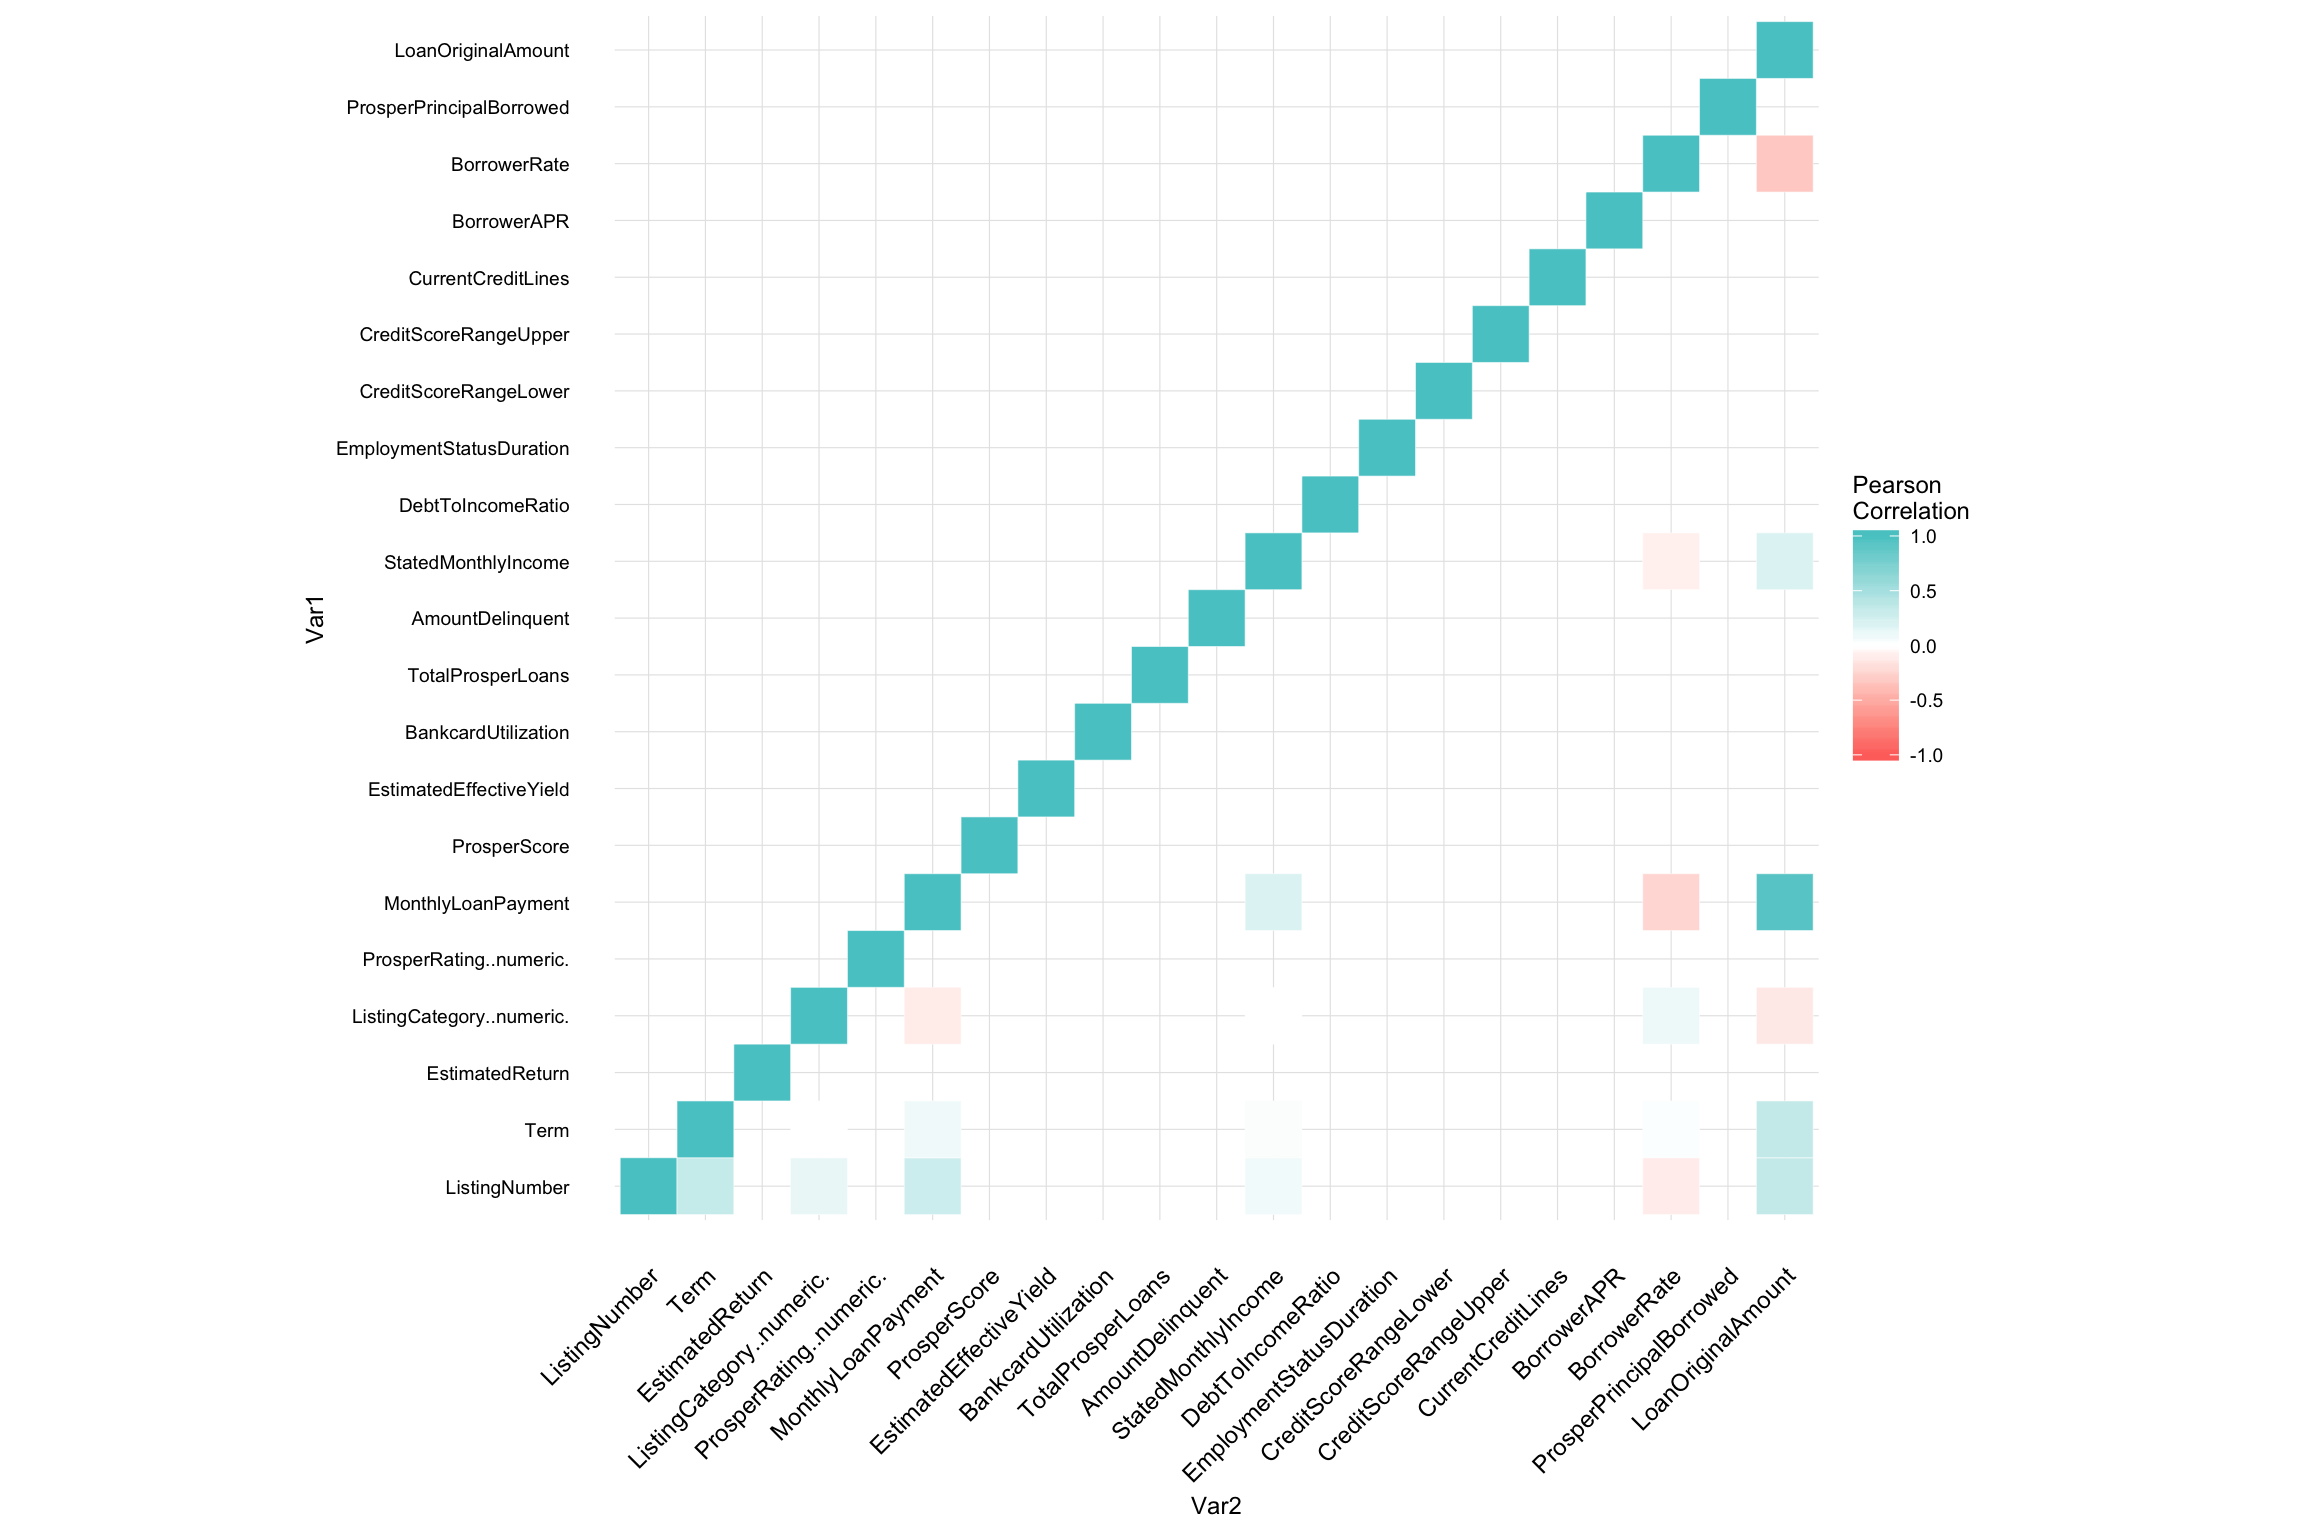 LoanOriginalAmount
ProsperPrincipalBorrowed
BorrowerRate
BorrowerAPR
CurrentCreditLines
CreditScoreRangeUpper
CreditScoreRangeLower
EmploymentStatusDuration
DebtToIncomeRatio
StatedMonthlyIncome
AmountDelinquent
TotalProsperLoans
BankcardUtilization
EstimatedEffectiveYield
ProsperScore
MonthlyLoanPayment
ProsperRating..numeric.
ListingCategory..numeric.
EstimatedReturn
Term
ListingNumber
Var1
ListingNumber
Term
EstimatedReturn
ListingCategory..numeric.
ProsperRating..numeric.
MonthlyLoanPayment
ProsperScore
EstimatedEffectiveYield
BankcardUtilization
TotalProsperLoans
AmountDelinquent
StatedMonthlyIncome
DebtToIncomeRatio
EmploymentStatusDuration
CreditScoreRangeLower
CreditScoreRangeUpper
CurrentCreditLines
BorrowerAPR
BorrowerRate
ProsperPrincipalBorrowed
LoanOriginalAmount
Var2
Pearson
Correlation
1.0
0.5
0.0
-0.5
-1.0